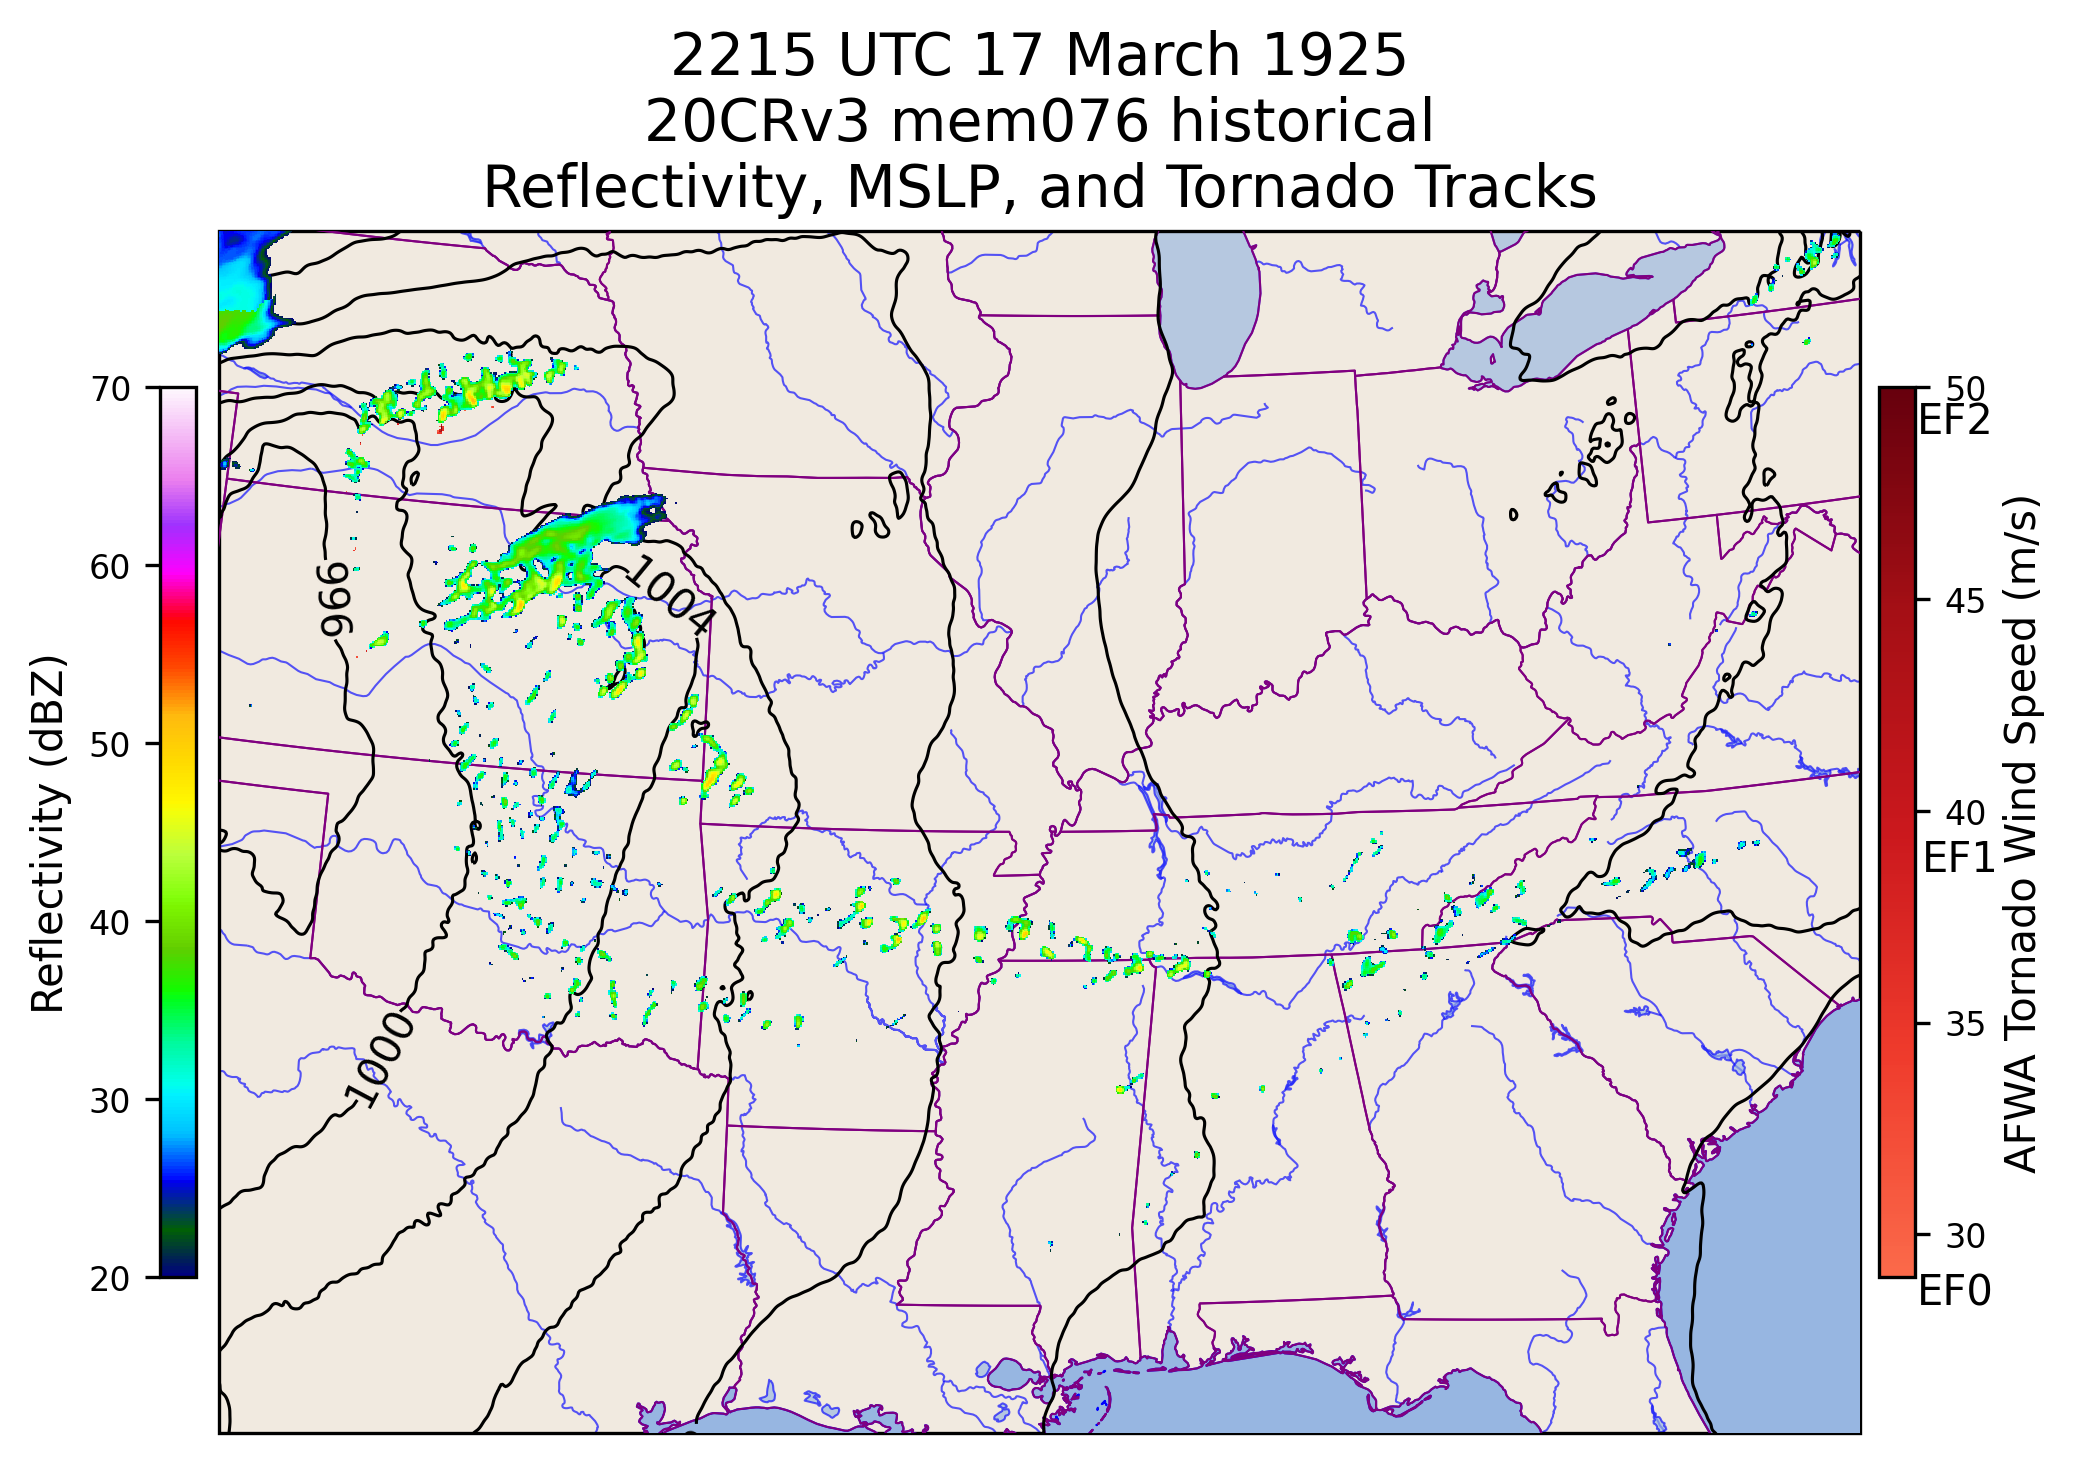 2215 UTC 17 March 1925
20CRv3 mem076 historical
Reflectivity, MSLP, and Tornado Tracks
Reflectivity (dBZ)
70
60
50
40
30
20
996
1004
1000
50
EF2
45
40
EF1
35
30
EF0
AFWA Tornado Wind Speed (m/s)